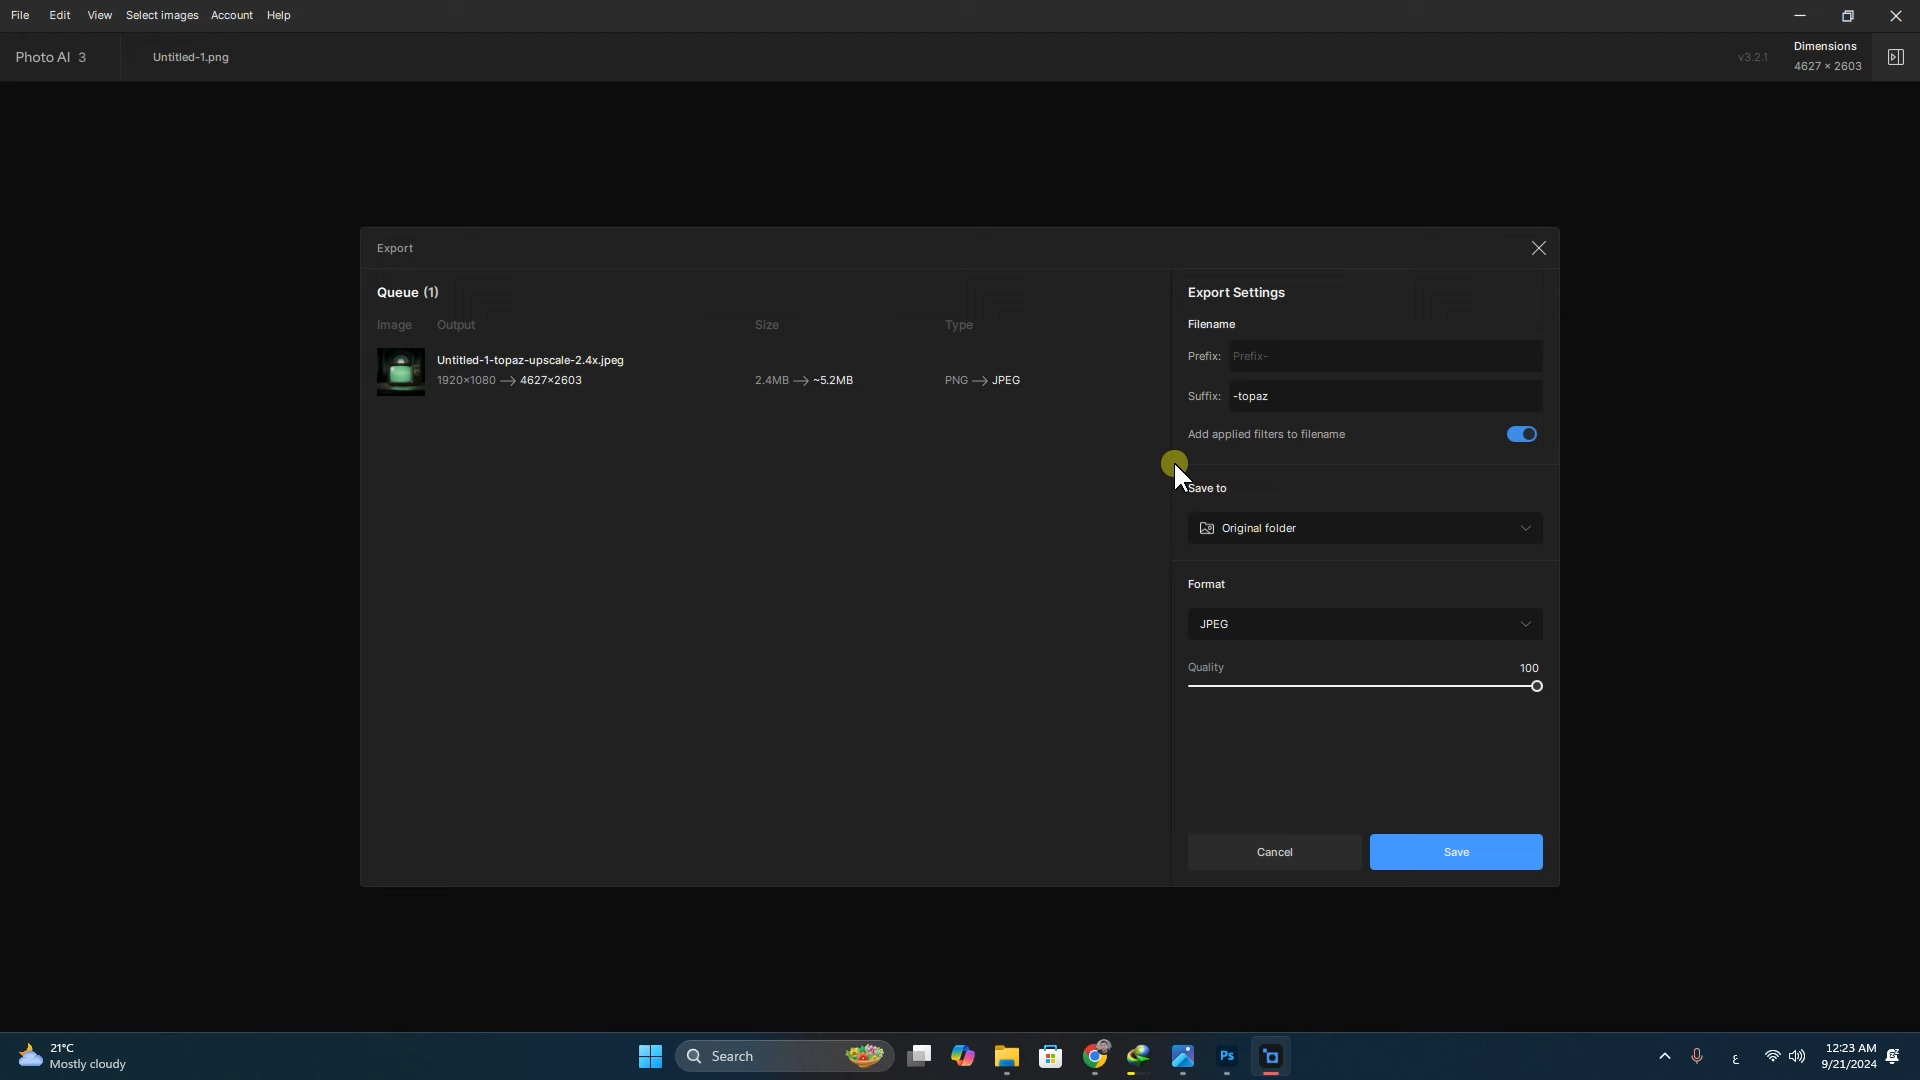 File Edit View Select images Account Help
Photo AI 3 Untitled-1.png v3.2.1 Dimensions
4627 × 2603
Export
Queue (1)
Image Output Size Type
Untitled-1-topaz-upscale-2.4x.jpeg
1920×1080 → 4627×2603 2.4MB → ~5.2MB PNG → JPEG
Export Settings
Filename
Prefix: Prefix-
Suffix: -topaz
Add applied filters to filename
Save to
Original folder
Format
JPEG
Quality 100
Cancel Save
21°C
Mostly cloudy
Search
Ps
ع
12:23 AM
9/21/2024